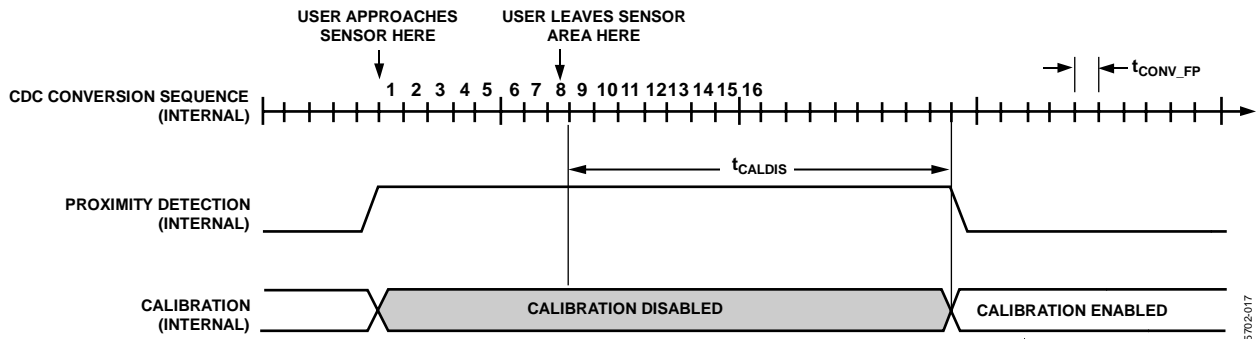 USER APPROACHES
SENSOR HERE
USER LEAVES SENSOR
AREA HERE
tCONV_FP
1 2 3 4 5 6 7 8 9 10 11 12 13 14 15 16
CDC CONVERSION SEQUENCE
(INTERNAL)
tCALDIS
PROXIMITY DETECTION
(INTERNAL)
CALIBRATION
(INTERNAL)
CALIBRATION DISABLED
CALIBRATION ENABLED
5702-017